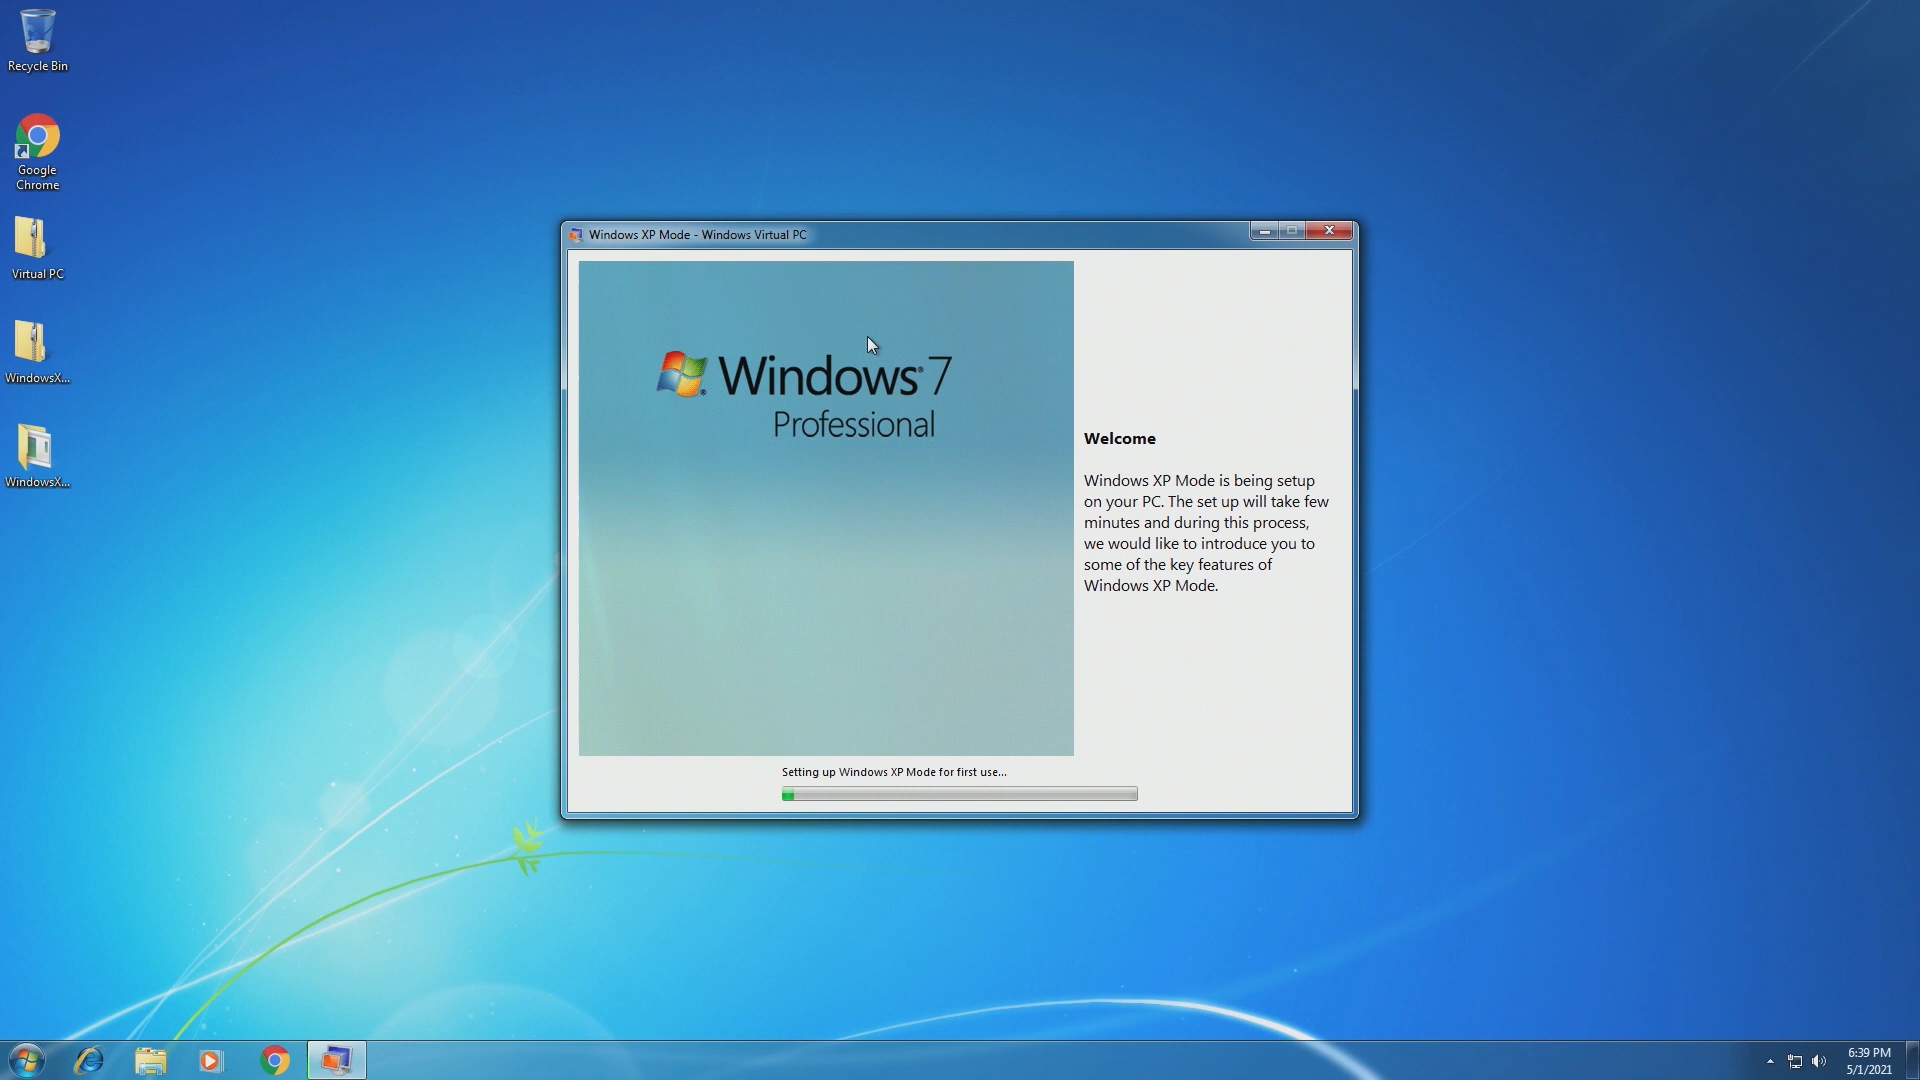 Recycle Bin
Google
Chrome
Virtual PC
WindowsX...
WindowsX...
Windows XP Mode - Windows Virtual PC
Windows 7
Professional
Welcome
Windows XP Mode is being setup
on your PC. The set up will take few
minutes and during this process,
we would like to introduce you to
some of the key features of
Windows XP Mode.
Setting up Windows XP Mode for first use...
6:39 PM
5/1/2021